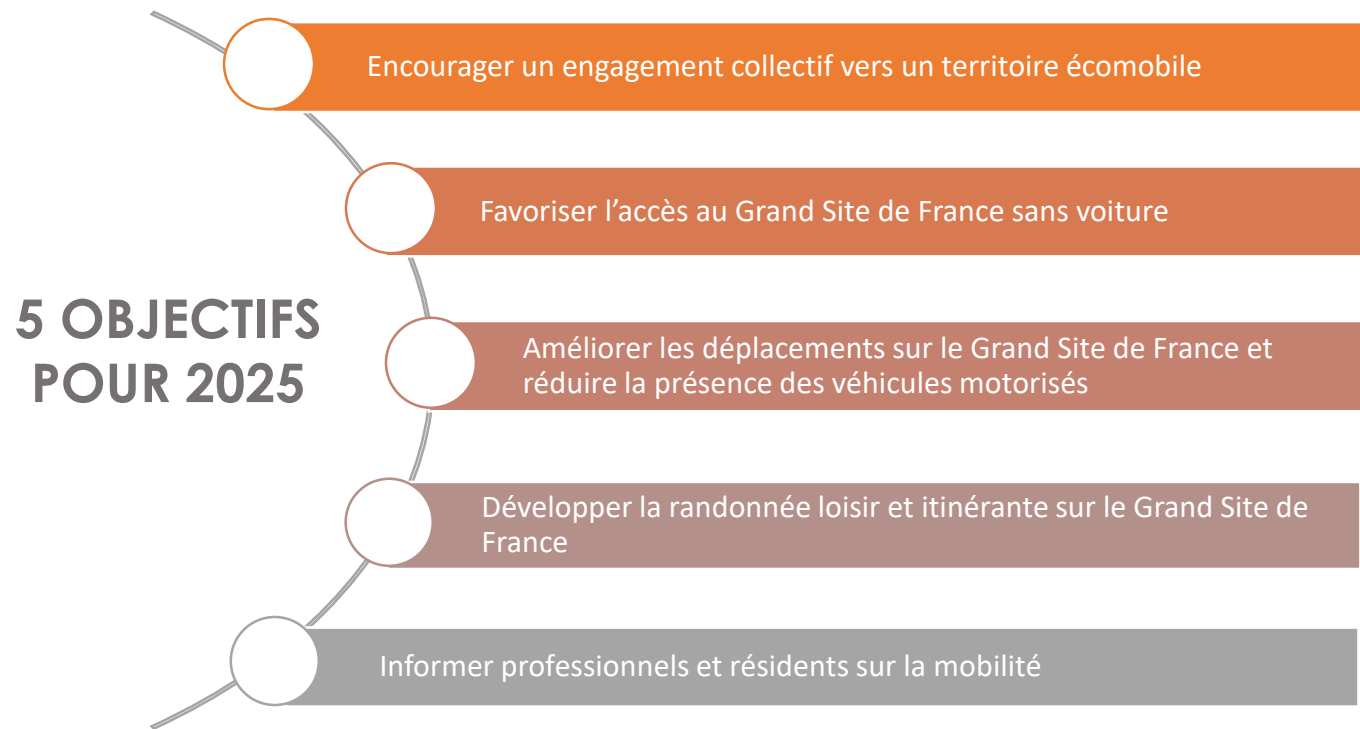 5 OBJECTIFS
POUR 2025
Encourager un engagement collectif vers un territoire écomobile
Favoriser l’accès au Grand Site de France sans voiture
Améliorer les déplacements sur le Grand Site de France et
réduire la présence des véhicules motorisés
Développer la randonnée loisir et itinérante sur le Grand Site de
France
Informer professionnels et résidents sur la mobilité